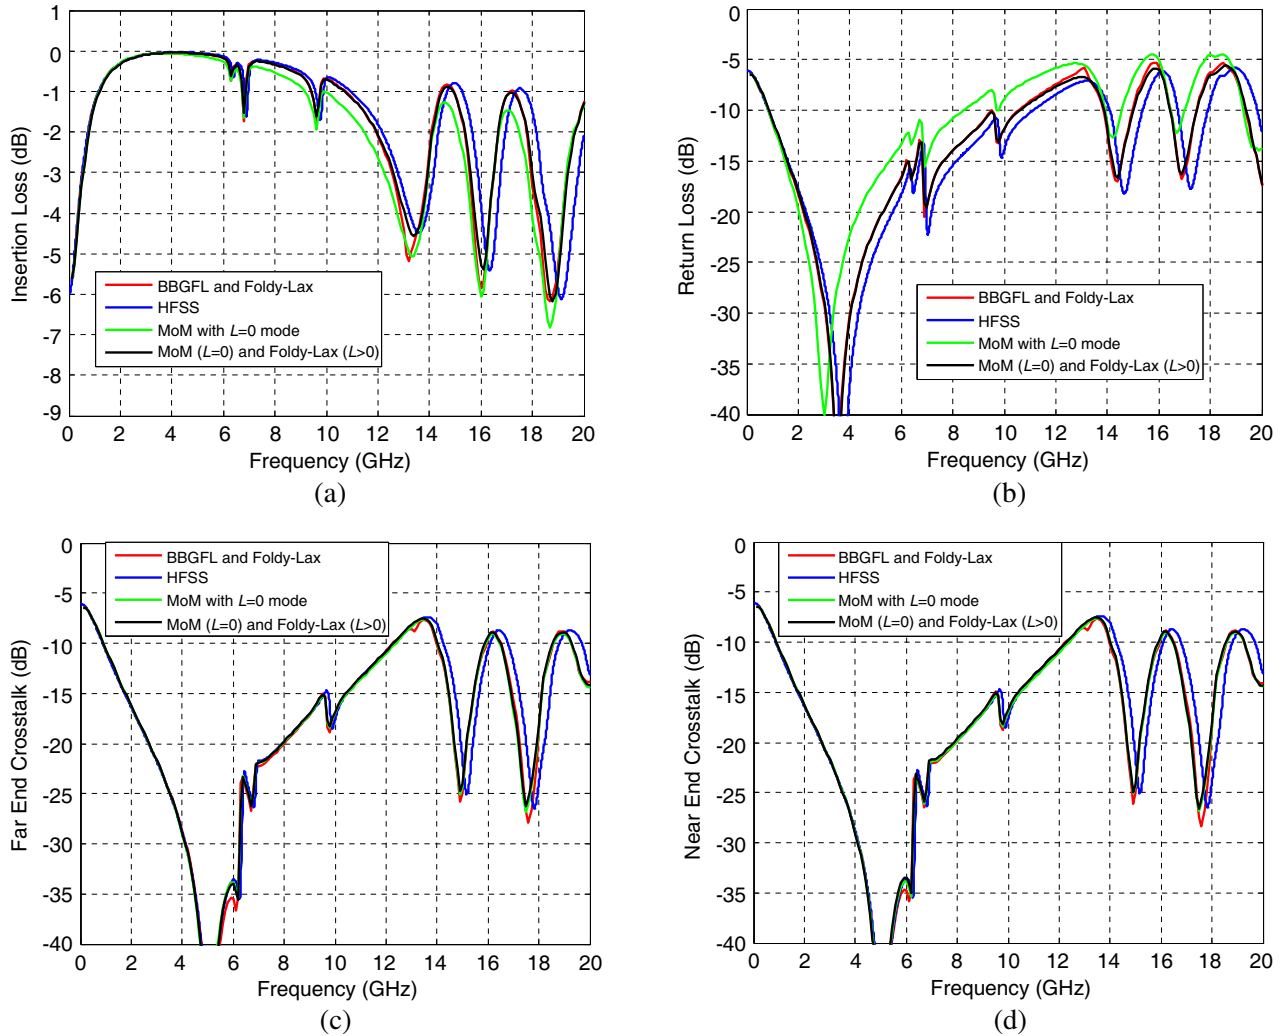 1
0
-1
-2
-3
-4
-5
-6
-7
-8
-9
Insertion Loss (dB)
BBGFL and Foldy-Lax
HFSS
MoM with L=0 mode
MoM (L=0) and Foldy-Lax (L>0)
0 2 4 6 8 10 12 14 16 18 20
Frequency (GHz)
(a)
0
-5
-10
-15
-20
-25
-30
-35
-40
Return Loss (dB)
BBGFL and Foldy-Lax
HFSS
MoM with L=0 mode
MoM (L=0) and Foldy-Lax (L>0)
0 2 4 6 8 10 12 14 16 18 20
Frequency (GHz)
(b)
0
-5
-10
-15
-20
-25
-30
-35
-40
Far End Crosstalk (dB)
BBGFL and Foldy-Lax
HFSS
MoM with L=0 mode
MoM (L=0) and Foldy-Lax (L>0)
0 2 4 6 8 10 12 14 16 18 20
Frequency (GHz)
(c)
0
-5
-10
-15
-20
-25
-30
-35
-40
Near End Crosstalk (dB)
BBGFL and Foldy-Lax
HFSS
MoM with L=0 mode
MoM (L=0) and Foldy-Lax (L>0)
0 2 4 6 8 10 12 14 16 18 20
Frequency (GHz)
(d)